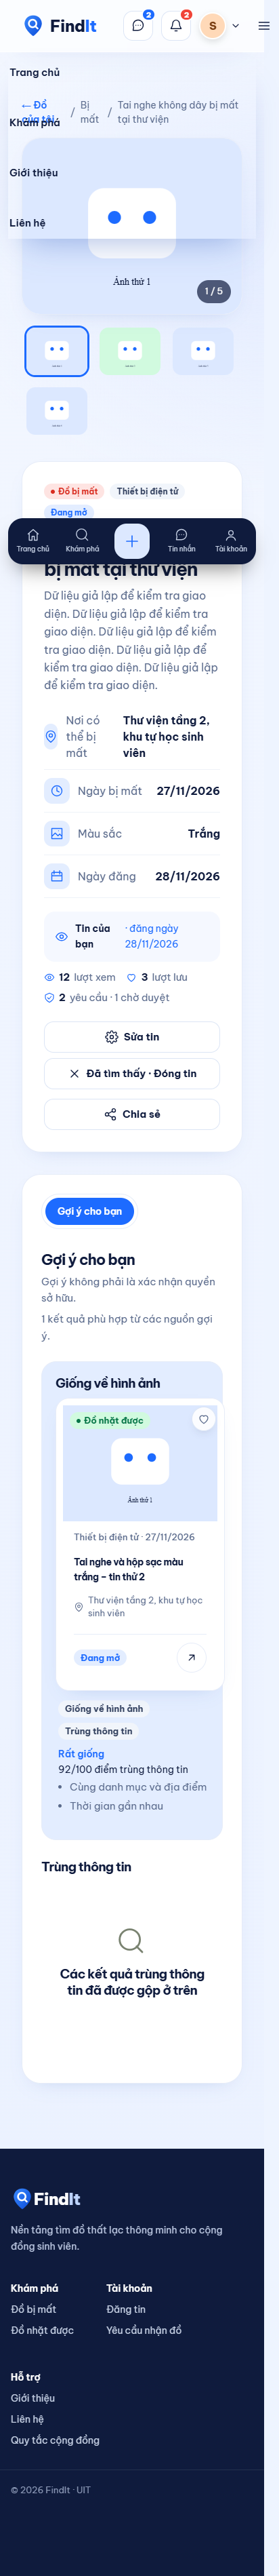 FindIt
2
2
S
Trang chủ
← Đồ của tôi / Bị mất / Tai nghe không dây bị mất tại thư viện
Khám phá
Giới thiệu
Liên hệ
Ảnh thử 1
1 / 5
Đồ bị mất
Thiết bị điện tử
Đang mở
Trang chủ
Khám phá
Tin nhắn
Tài khoản
bị mất tại thư viện
Dữ liệu giả lập để kiểm tra giao
diện. Dữ liệu giả lập để kiểm
tra giao diện. Dữ liệu giả lập
để kiểm tra giao diện. Dữ liệu
giả lập để kiểm tra giao diện.
Dữ liệu giả lập để kiểm tra
giao diện. Dữ liệu giả lập
để kiểm tra giao diện.
Nơi có thể bị mất
Thư viện tầng 2, khu tự học sinh viên
Ngày bị mất
27/11/2026
Màu sắc
Trắng
Ngày đăng
28/11/2026
Tin của bạn
· đăng ngày 28/11/2026
12 lượt xem
3 lượt lưu
2 yêu cầu · 1 chờ duyệt
Sửa tin
Đã tìm thấy · Đóng tin
Chia sẻ
Gợi ý cho bạn
Gợi ý cho bạn
Gợi ý không phải là xác nhận quyền
sở hữu.
1 kết quả phù hợp từ các nguồn gợi
ý.
Giống về hình ảnh
Đồ nhặt được
Ảnh thử 1
Thiết bị điện tử · 27/11/2026
Tai nghe và hộp sạc màu
trắng – tin thử 2
Thư viện tầng 2, khu tự học
sinh viên
Đang mở
Giống về hình ảnh
Trùng thông tin
Rất giống
92/100 điểm trùng thông tin
• Cùng danh mục và địa điểm
• Thời gian gần nhau
Trùng thông tin
Các kết quả trùng thông
tin đã được gộp ở trên
FindIt
Nền tảng tìm đồ thất lạc thông minh cho cộng
đồng sinh viên.
Khám phá
Đồ bị mất
Đồ nhặt được
Tài khoản
Đăng tin
Yêu cầu nhận đồ
Hỗ trợ
Giới thiệu
Liên hệ
Quy tắc cộng đồng
© 2026 FindIt · UIT